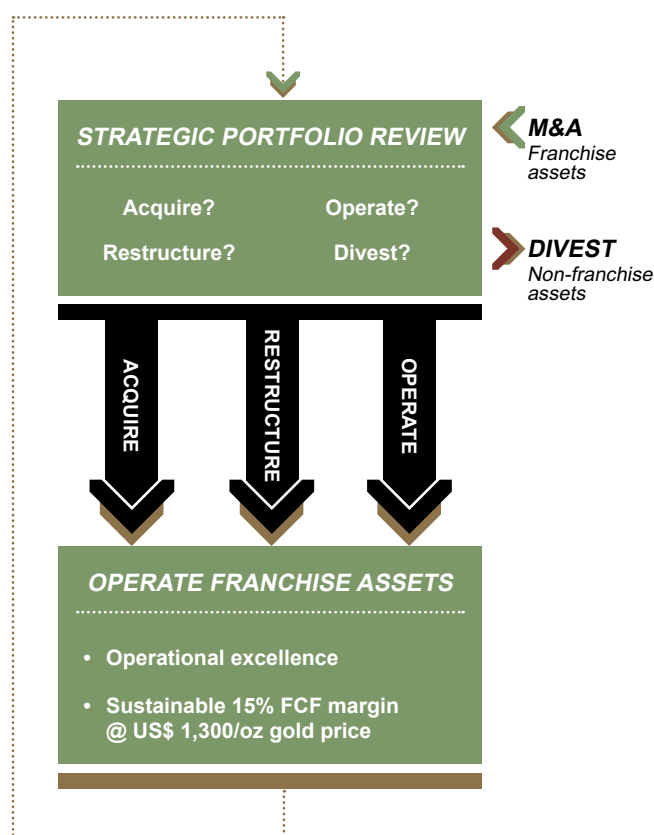 STRATEGIC PORTFOLIO REVIEW
Acquire?
Operate?
Restructure?
Divest?
M&A
Franchise
assets
DIVEST
Non-franchise
assets
ACQUIRE
RESTRUCTURE
OPERATE
OPERATE FRANCHISE ASSETS
• Operational excellence
• Sustainable 15% FCF margin
@ US$ 1,300/oz gold price